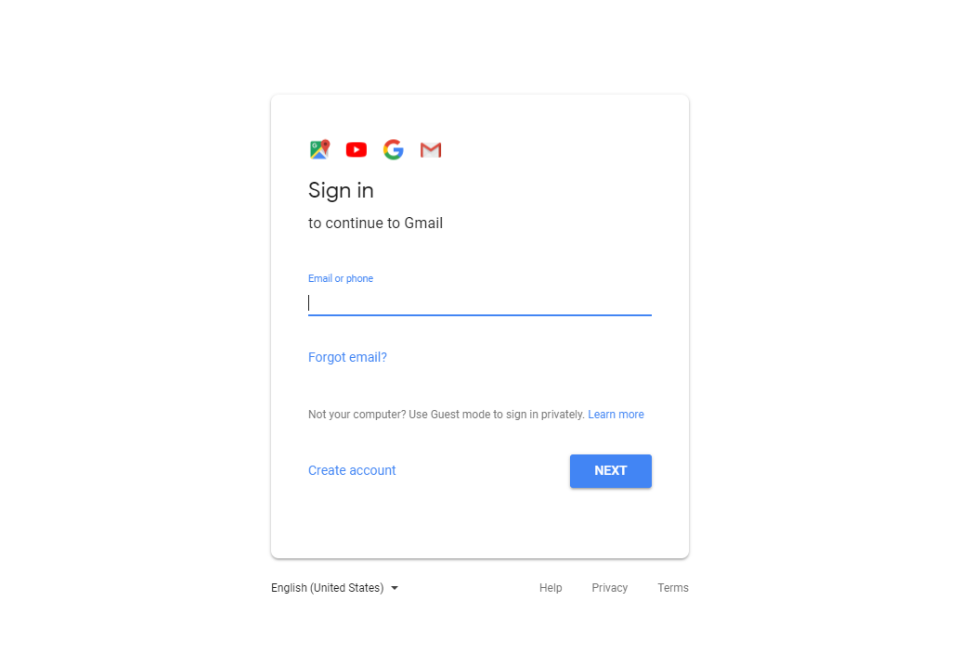 Sign in
to continue to Gmail
Email or phone
Forgot email?
Not your computer? Use Guest mode to sign in privately. Learn more
Create account
NEXT
English (United States)
Help
Privacy
Terms